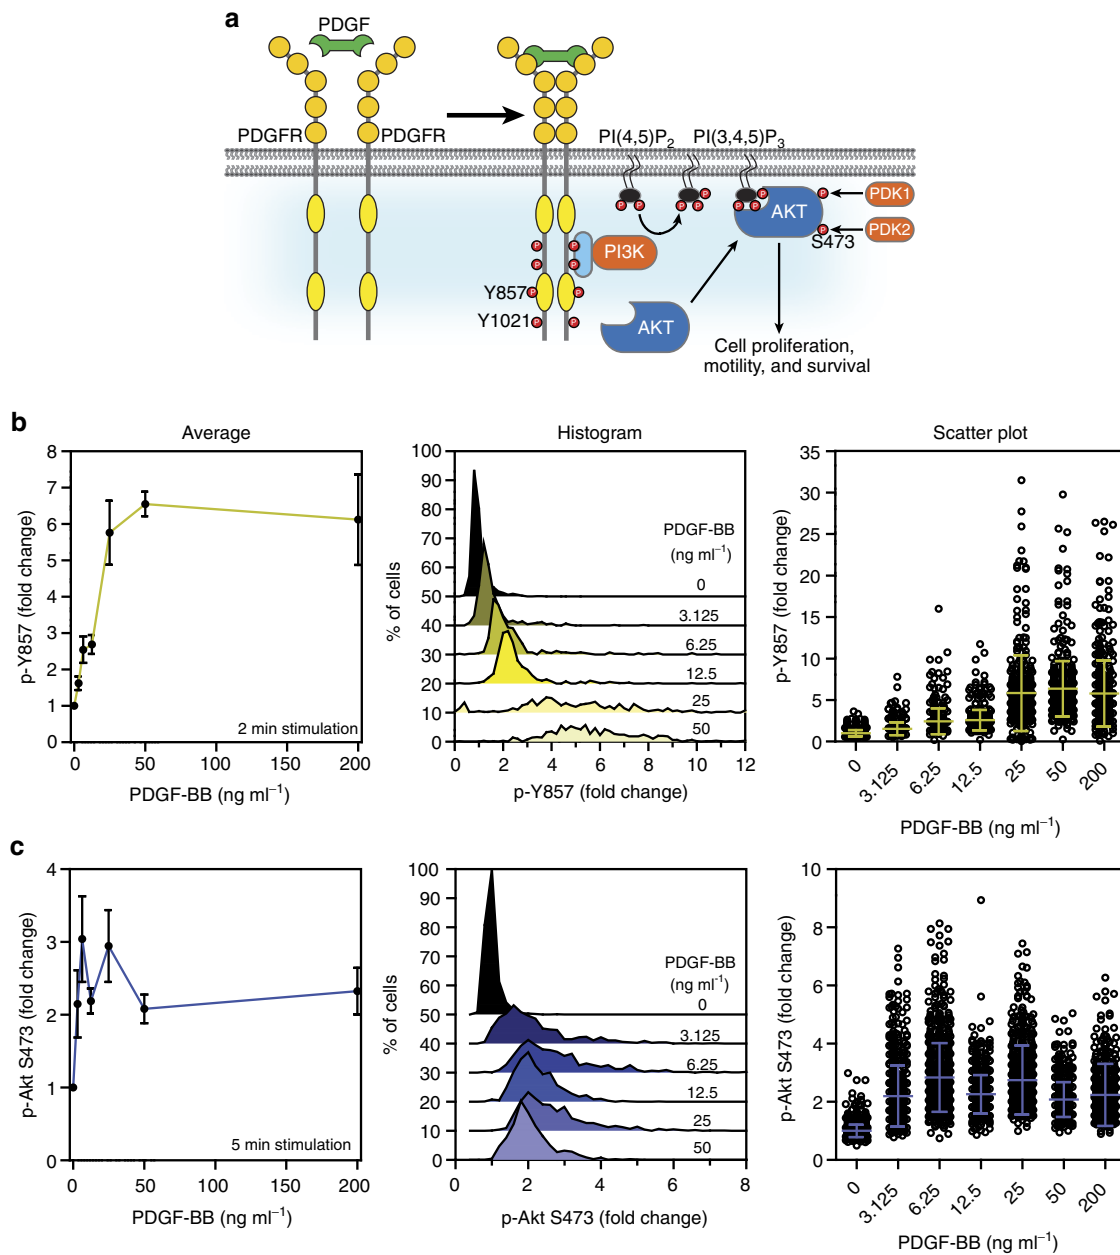 a
PDGF
PDGFR
PDGFR
PI(4,5)P2
PI(3,4,5)P3
P P
P P P
P P P
P
P
PDK1
PDK2
AKT
S473
P P
P P
PI3K
Y857 P P
Y1021 P P
AKT
Cell proliferation,
motility, and survival
b
Average
p-Y857 (fold change)
8
7
6
5
4
3
2
1
0
2 min stimulation
0 50 100 150 200
PDGF-BB (ng ml−1)
Histogram
% of cells
100
90
80
70
60
50
40
30
20
10
0
PDGF-BB
(ng ml−1)
0
3.125
6.25
12.5
25
50
0 2 4 6 8 10 12
p-Y857 (fold change)
Scatter plot
p-Y857 (fold change)
35
30
25
20
15
10
5
0
0 3.125 6.25 12.5 25 50 200
PDGF-BB (ng ml−1)
c
p-Akt S473 (fold change)
4
3
2
1
0
5 min stimulation
0 50 100 150 200
PDGF-BB (ng ml−1)
% of cells
100
90
80
70
60
50
40
30
20
10
0
PDGF-BB
(ng ml-1)
0
3.125
6.25
12.5
25
50
0 2 4 6 8
p-Akt S473 (fold change)
p-Akt S473 (fold change)
10
8
6
4
2
0
0 3.125 6.25 12.5 25 50 200
PDGF-BB (ng ml−1)